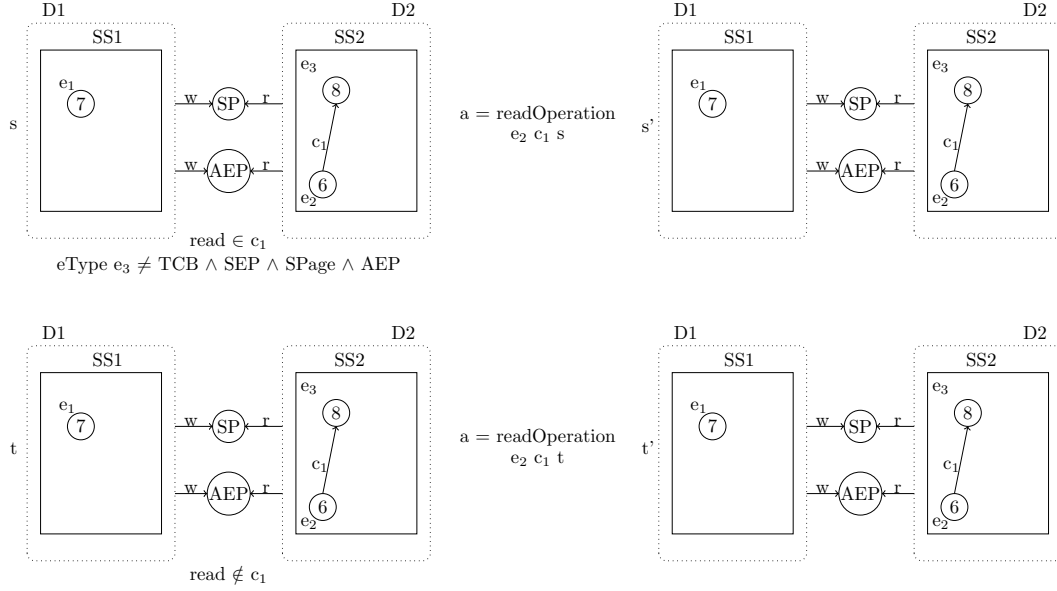 D1 D2 D1 D2
SS1 SS2 SS1 SS2
e₃ e₃
e₁ e₁
7 w SP r 8 7 w SP r 8
a = readOperation
s s'
e₂ c₁ s
c₁ c₁
w AEP r w AEP r
6 6
e₂ e₂
read ∈ c₁
eType e₃ ≠ TCB ∧ SEP ∧ SPage ∧ AEP
D1 D2 D1 D2
SS1 SS2 SS1 SS2
e₃ e₃
e₁ e₁
7 w SP r 8 7 w SP r 8
a = readOperation
t t'
e₂ c₁ t
c₁ c₁
w AEP r w AEP r
6 6
e₂ e₂
read ∉ c₁